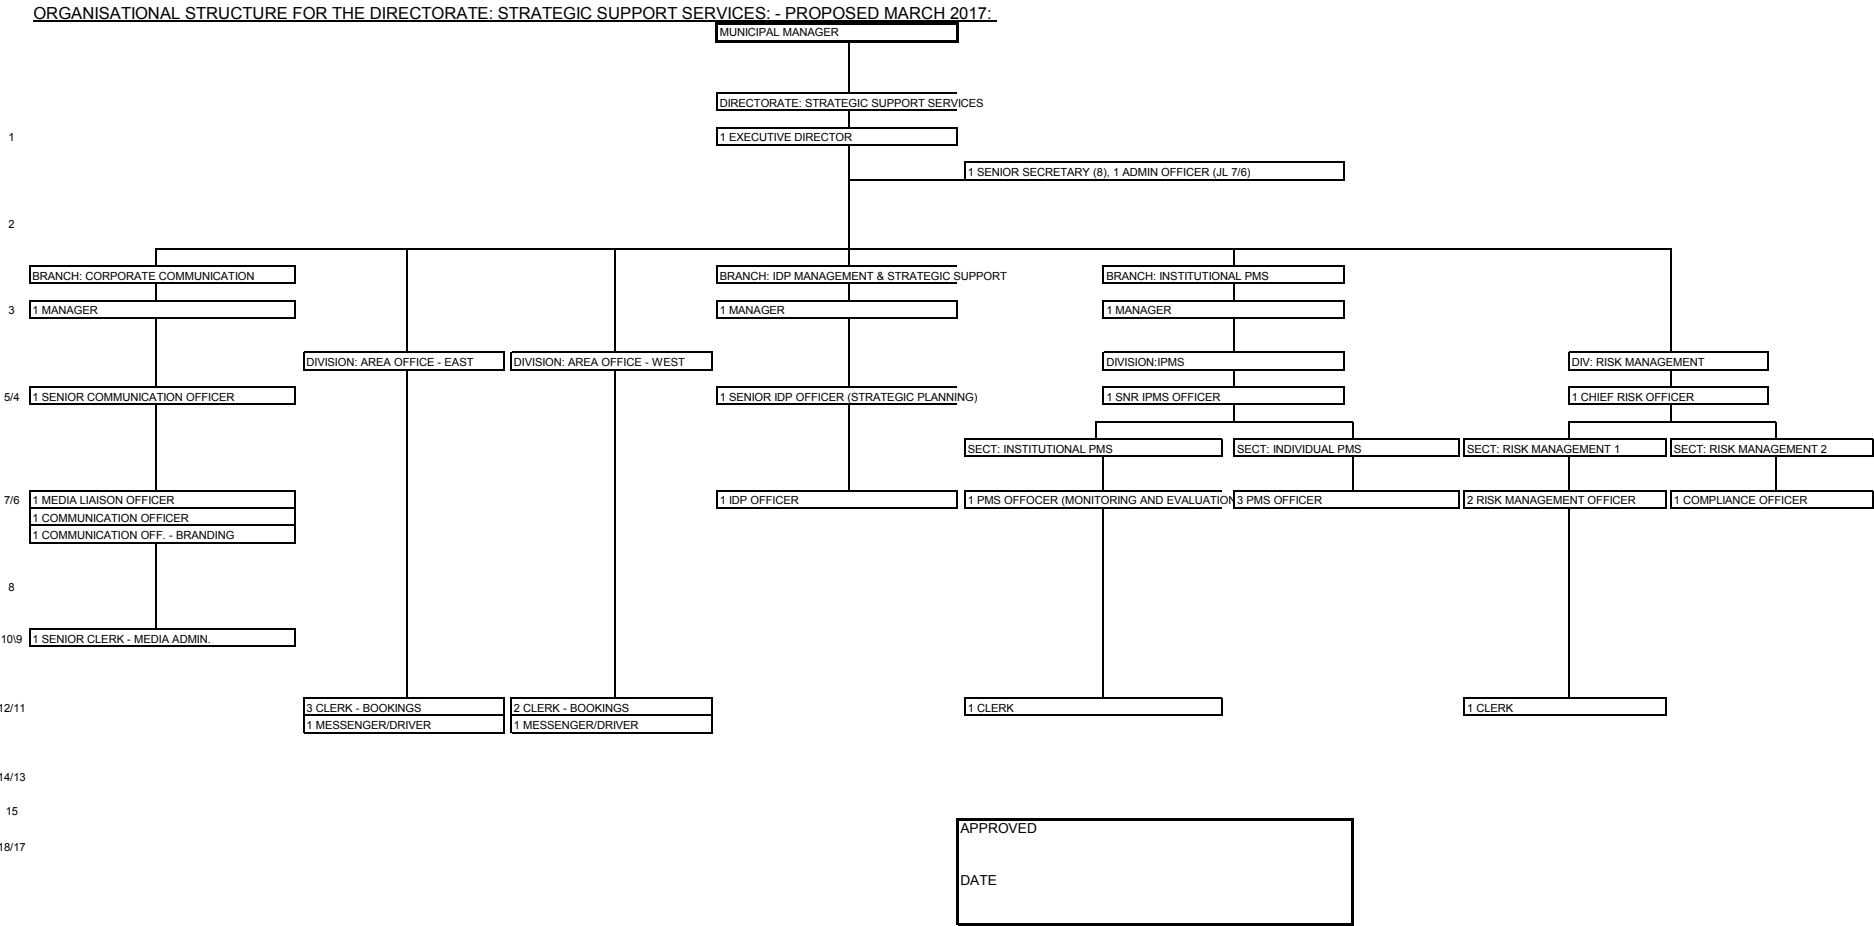 ORGANISATIONAL STRUCTURE FOR THE DIRECTORATE: STRATEGIC SUPPORT SERVICES: - PROPOSED MARCH 2017:
MUNICIPAL MANAGER
DIRECTORATE: STRATEGIC SUPPORT SERVICES
1
1 EXECUTIVE DIRECTOR
1 SENIOR SECRETARY (8), 1 ADMIN OFFICER (JL 7/6)
2
BRANCH: CORPORATE COMMUNICATION
BRANCH: IDP MANAGEMENT & STRATEGIC SUPPORT
BRANCH: INSTITUTIONAL PMS
3
1 MANAGER
1 MANAGER
1 MANAGER
DIVISION: AREA OFFICE - EAST
DIVISION: AREA OFFICE - WEST
DIVISION:IPMS
DIV: RISK MANAGEMENT
5/4
1 SENIOR COMMUNICATION OFFICER
1 SENIOR IDP OFFICER (STRATEGIC PLANNING)
1 SNR IPMS OFFICER
1 CHIEF RISK OFFICER
SECT: INSTITUTIONAL PMS
SECT: INDIVIDUAL PMS
SECT: RISK MANAGEMENT 1
SECT: RISK MANAGEMENT 2
7/6
1 MEDIA LIAISON OFFICER
1 IDP OFFICER
1 PMS OFFOCER (MONITORING AND EVALUATION
3 PMS OFFICER
2 RISK MANAGEMENT OFFICER
1 COMPLIANCE OFFICER
1 COMMUNICATION OFFICER
1 COMMUNICATION OFF. - BRANDING
8
10\9
1 SENIOR CLERK - MEDIA ADMIN.
12/11
3 CLERK - BOOKINGS
2 CLERK - BOOKINGS
1 CLERK
1 CLERK
1 MESSENGER/DRIVER
1 MESSENGER/DRIVER
14/13
15
APPROVED
18/17
DATE